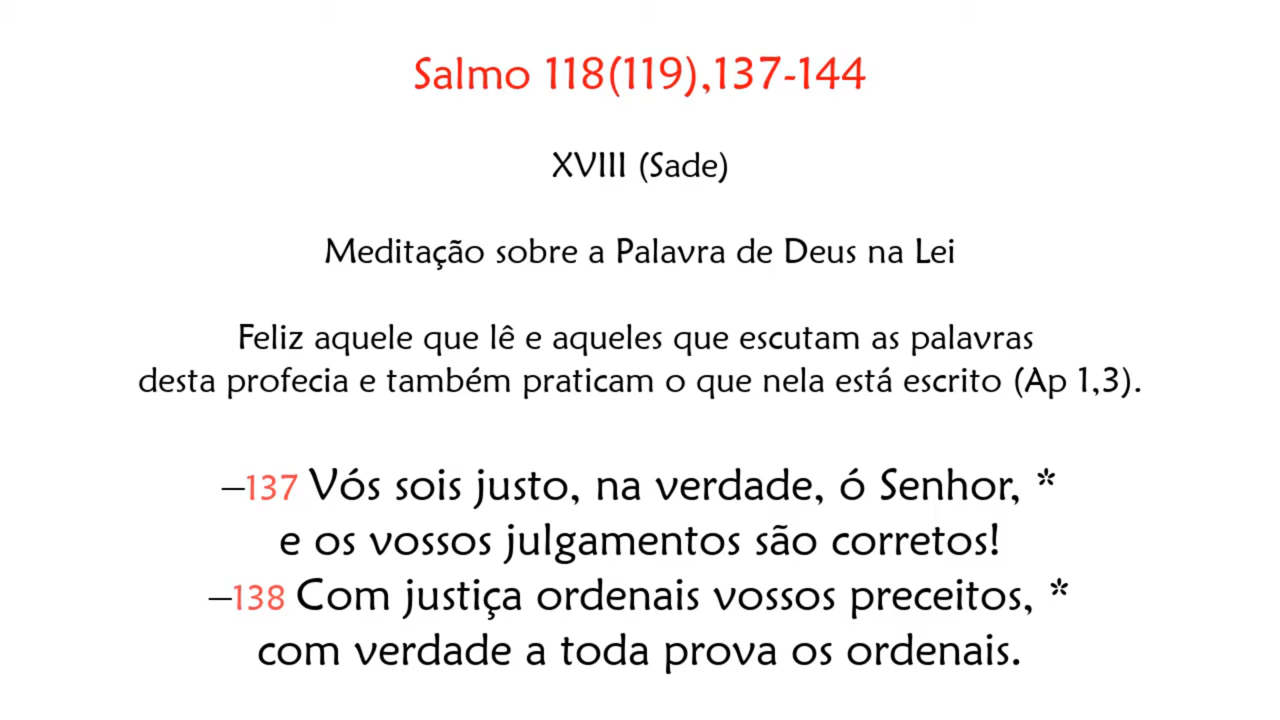 Salmo 118(119),137-144
XVIII (Sade)
Meditação sobre a Palavra de Deus na Lei
Feliz aquele que lê e aqueles que escutam as palavras
desta profecia e também praticam o que nela está escrito (Ap 1,3).
—137 Vós sois justo, na verdade, ó Senhor, *
e os vossos julgamentos são corretos!
—138 Com justiça ordenais vossos preceitos, *
com verdade a toda prova os ordenais.